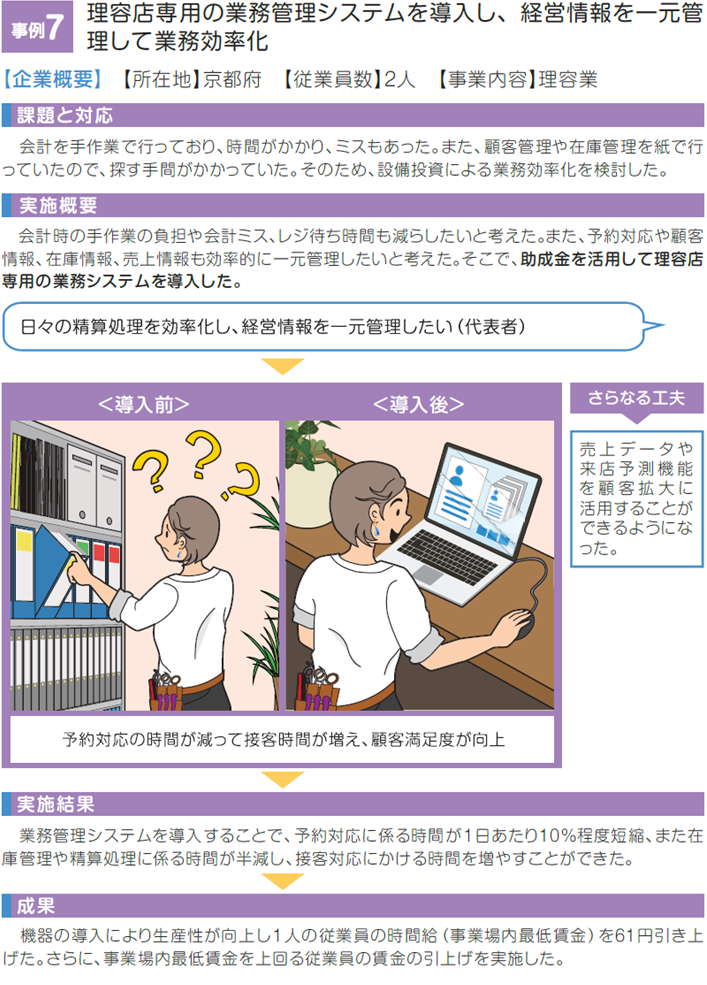 事例7
理容店専用の業務管理システムを導入し、経営情報を一元管
理して業務効率化
【企業概要】 【所在地】京都府 【従業員数】2人 【事業内容】理容業
課題と対応
会計を手作業で行っており、時間がかかり、ミスもあった。また、顧客管理や在庫管理を紙で行
っていたので、探す手間がかかっていた。そのため、設備投資による業務効率化を検討した。
実施概要
会計時の手作業の負担や会計ミス、レジ待ち時間も減らしたいと考えた。また、予約対応や顧客
情報、在庫情報、売上情報も効率的に一元管理したいと考えた。そこで、助成金を活用して理容店
専用の業務システムを導入した。
日々の精算処理を効率化し、経営情報を一元管理したい（代表者）
＜導入前＞
＜導入後＞
予約対応の時間が減って接客時間が増え、顧客満足度が向上
さらなる工夫
売上データや
来店予測機能
を顧客拡大に
活用することが
できるようにな
った。
実施結果
業務管理システムを導入することで、予約対応に係る時間が1日あたり10％程度短縮、また在
庫管理や精算処理に係る時間が半減し、接客対応にかける時間を増やすことができた。
成果
機器の導入により生産性が向上し1人の従業員の時間給（事業場内最低賃金）を61円引き上
げた。さらに、事業場内最低賃金を上回る従業員の賃金の引上げを実施した。